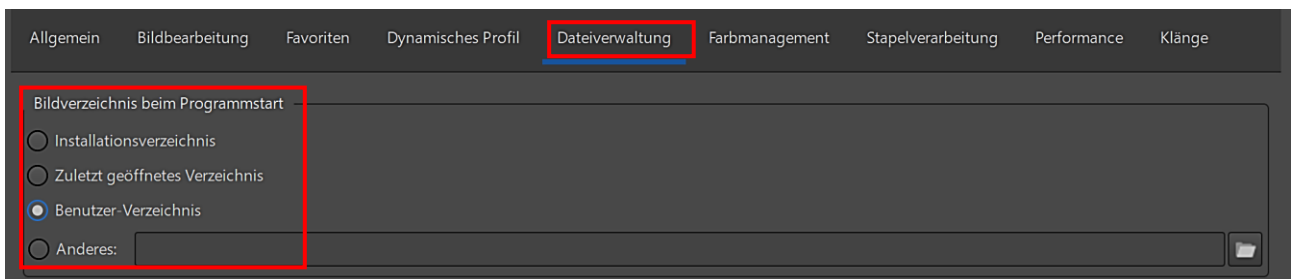 Allgemein Bildbearbeitung Favoriten Dynamisches Profil Dateiverwaltung Farbmanagement Stapelverarbeitung Performance Klänge
Bildverzeichnis beim Programmstart
Installationsverzeichnis
Zuletzt geöffnetes Verzeichnis
Benutzer-Verzeichnis
Anderes: